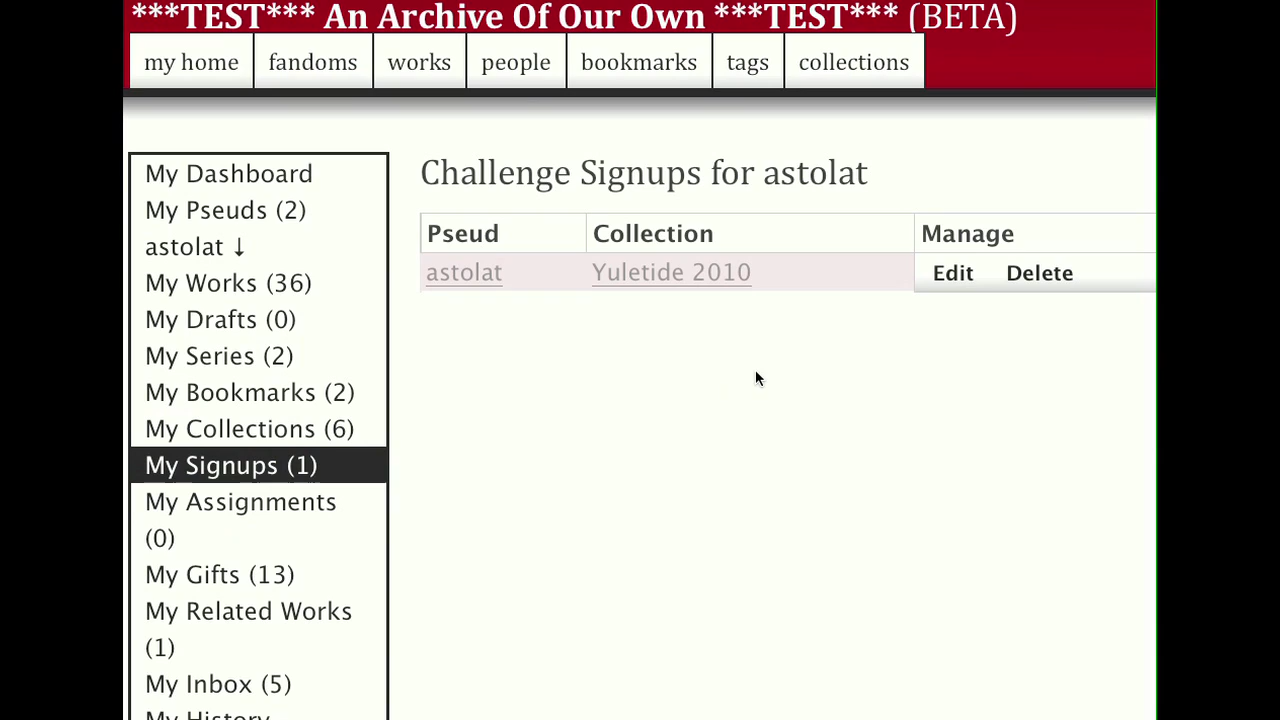 ***TEST*** An Archive Of Our Own ***TEST*** (BETA)
my home fandoms works people bookmarks tags collections
My Dashboard
My Pseuds (2)
astolat ↓
My Works (36)
My Drafts (0)
My Series (2)
My Bookmarks (2)
My Collections (6)
My Signups (1)
My Assignments
(0)
My Gifts (13)
My Related Works
(1)
My Inbox (5)
My History
Challenge Signups for astolat
Pseud Collection Manage
astolat Yuletide 2010 Edit Delete